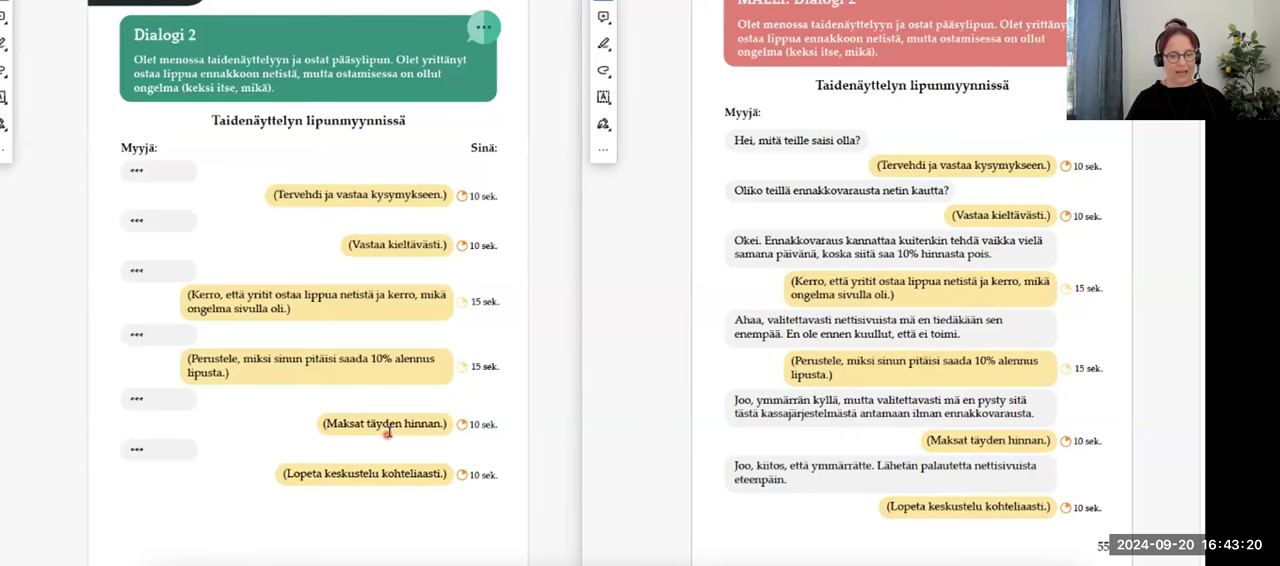 Dialogi 2
Olet menossa taidenäyttelyyn ja ostat pääsylipun. Olet yrittänyt
ostaa lippua ennakkoon netistä, mutta ostamisessa on ollut
ongelma (keksi itse, mikä).
Taidenäyttelyn lipunmyynnissä
Myyjä:
Sinä:
•••
(Tervehdi ja vastaa kysymykseen.)
10 sek.
•••
(Vastaa kieltävästi.)
10 sek.
•••
(Kerro, että yritit ostaa lippua netistä ja kerro, mikä
ongelma sivulla oli.)
15 sek.
•••
(Perustele, miksi sinun pitäisi saada 10% alennus
lipusta.)
15 sek.
•••
(Maksat täyden hinnan.)
10 sek.
•••
(Lopeta keskustelu kohteliaasti.)
10 sek.
MALLI: Dialogi 2
Olet menossa taidenäyttelyyn ja ostat pääsylipun. Olet yrittäny
ostaa lippua ennakkoon netistä, mutta ostamisessa on ollut
ongelma (keksi itse, mikä).
Taidenäyttelyn lipunmyynnissä
Myyjä:
Hei, mitä teille saisi olla?
(Tervehdi ja vastaa kysymykseen.)
10 sek.
Oliko teillä ennakkovarausta netin kautta?
(Vastaa kieltävästi.)
10 sek.
Okei. Ennakkovaraus kannattaa kuitenkin tehdä vaikka vielä
samana päivänä, koska siitä saa 10% hinnasta pois.
(Kerro, että yritit ostaa lippua netistä ja kerro, mikä
ongelma sivulla oli.)
15 sek.
Ahaa, valitettavasti nettisivuista mä en tiedäkään sen
enempää. En ole ennen kuullut, että ei toimi.
(Perustele, miksi sinun pitäisi saada 10% alennus
lipusta.)
15 sek.
Joo, ymmärrän kyllä, mutta valitettavasti mä en pysty sitä
tästä kassajärjestelmästä antamaan ilman ennakkovarausta.
(Maksat täyden hinnan.)
10 sek.
Joo, kiitos, että ymmärrätte. Lähetän palautetta nettisivuista
eteenpäin.
(Lopeta keskustelu kohteliaasti.)
10 sek.
55
2024-09-20 16:43:20